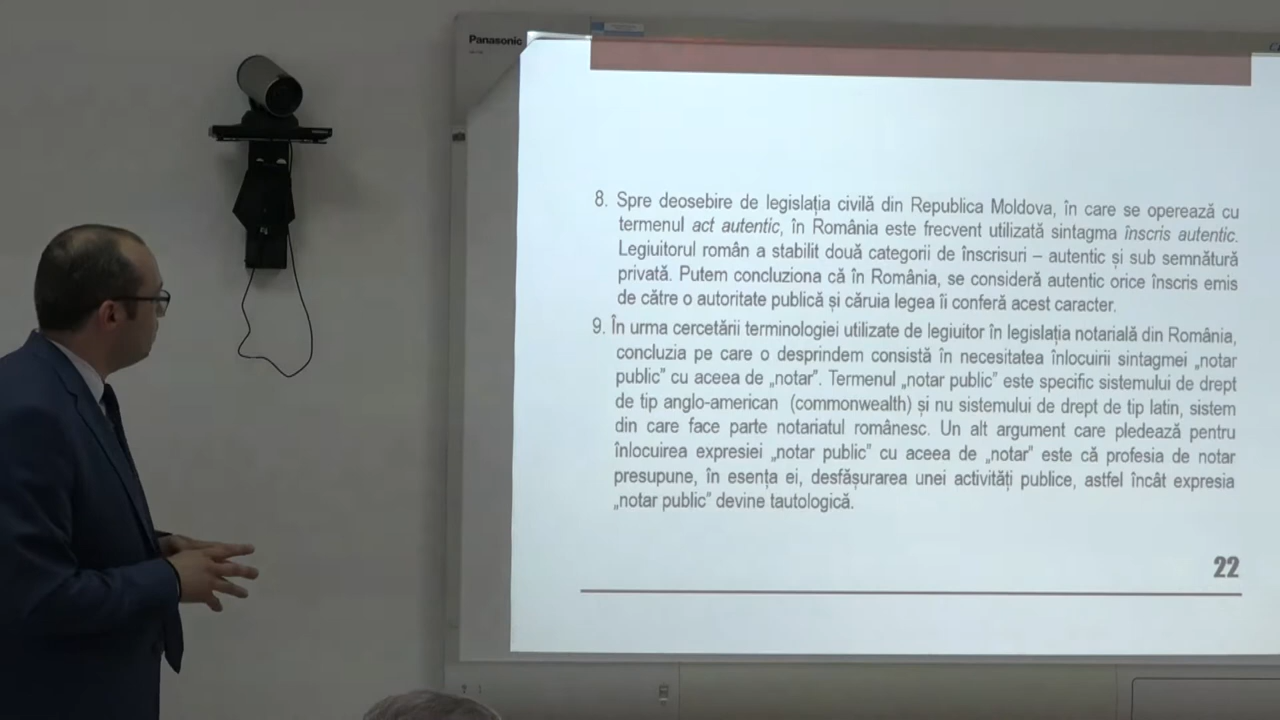 Panasonic
8. Spre deosebire de legislația civilă din Republica Moldova, în care se operează cu
termenul act autentic, în România este frecvent utilizată sintagma înscris autentic.
Legiuitorul român a stabilit două categorii de înscrisuri – autentic și sub semnătură
privată. Putem concluziona că în România, se consideră autentic orice înscris emis
de către o autoritate publică și căruia legea îi conferă acest caracter.
9. În urma cercetării terminologiei utilizate de legiuitor în legislația notarială din România,
concluzia pe care o desprindem consistă în necesitatea înlocuirii sintagmei „notar
public” cu aceea de „notar”. Termenul „notar public” este specific sistemului de drept
de tip anglo-american (commonwealth) și nu sistemului de drept de tip latin, sistem
din care face parte notariatul românesc. Un alt argument care pledează pentru
înlocuirea expresiei „notar public” cu aceea de „notar” este că profesia de notar
presupune, în esența ei, desfășurarea unei activități publice, astfel încât expresia
„notar public” devine tautologică.
22